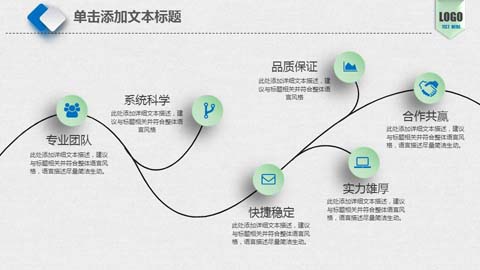 单击添加文本标题
LOGO
品质保证
此处添加详细文本描述，建
议与标题相关并符合整体语
言风格
系统科学
此处添加详细文本描述，建
议与标题相关并符合整体语
言风格
合作共赢
此处添加详细文本描述，建议
与标题相关并符合整体语言风
格，语言描述尽量简洁生动。
专业团队
此处添加详细文本描述，建议
与标题相关并符合整体语言风
格，语言描述尽量简洁生动。
实力雄厚
此处添加详细文本描述，建议
与标题相关并符合整体语言风
格，语言描述尽量简洁生动。
快捷稳定
此处添加详细文本描述，建议
与标题相关并符合整体语言风
格，语言描述尽量简洁生动。